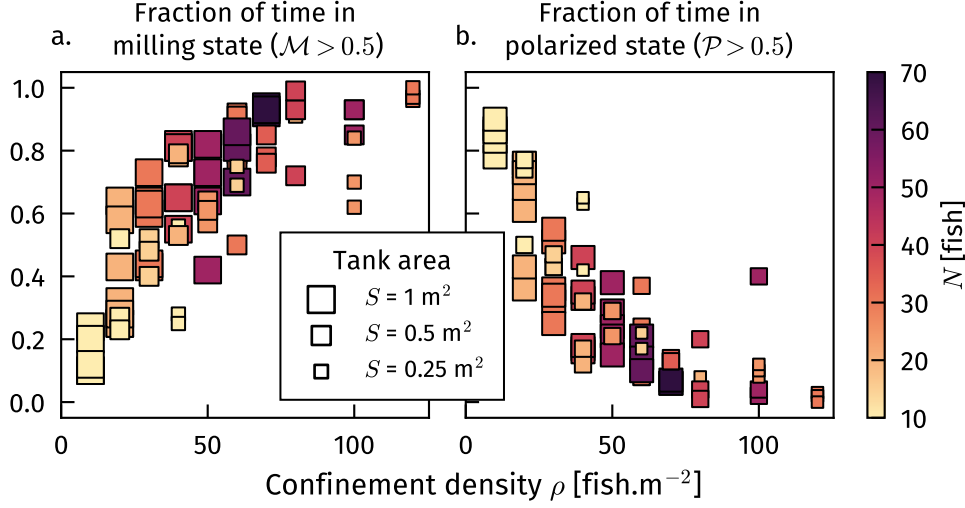 a.
Fraction of time in
milling state (ℳ > 0.5)
b.
Fraction of time in
polarized state (𝒫 > 0.5)
1.0
0.8
0.6
0.4
0.2
0.0
0 50 100
0 50 100
Tank area
S = 1 m²
S = 0.5 m²
S = 0.25 m²
70
60
50
40
30
20
10
N [fish]
Confinement density ρ [fish.m⁻²]